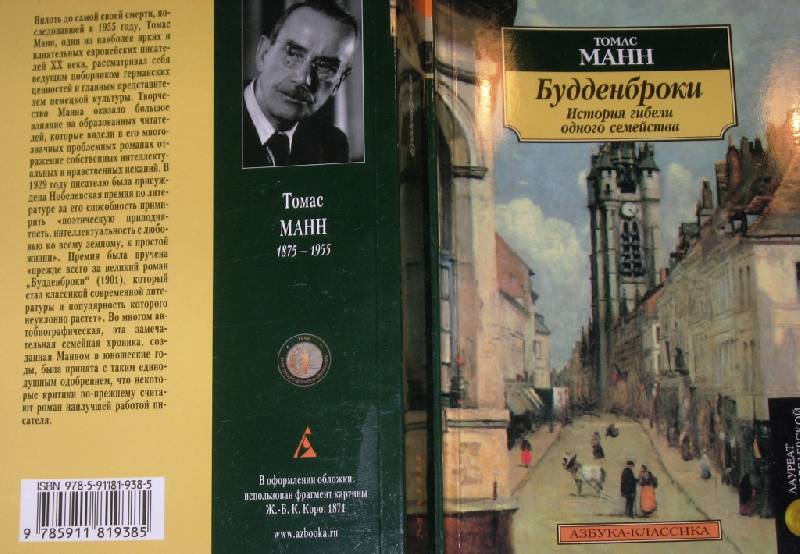 Вплоть до самой своей смерти, по-
следовавшей в 1955 году, Томас
Манн, один из наиболее ярких и
влиятельных европейских писате-
лей XX века, рассматривал себя
ведущим поборником германских
ценностей и главным представите-
лем немецкой культуры. Творче-
ство Манна оказало большое
влияние на образованных читате-
лей, которые видели в его много-
значных проблемных романах от-
ражение собственных интеллекту-
альных и нравственных исканий. В
1929 году писателю была присуж-
дена Нобелевская премия по ли-
тературе за его способность прими-
рить «поэтическую приподня-
тость, интеллектуальность с любо-
вью ко всему земному, к простой
жизни». Премия была вручена
«прежде всего за великий роман
„Будденброки“ (1901), который
стал классикой современной лите-
ратуры и популярность которого
неуклонно растет». Во многом ав-
тобиографическая, эта замеча-
тельная семейная хроника, соз-
данная Манном в юношеские го-
ды, была принята с таким едино-
душным одобрением, что некото-
рые критики по-прежнему счита-
ют роман наилучшей работой пи-
сателя.
ISBN 978-5-91181-938-5
9 785911 819385
Томас
МАНН
1875 – 1955
В оформлении обложки
использован фрагмент картины
Ж.-Б. К. Коро. 1871
www.azbooka.ru
ТОМАС
МАНН
Будденброки
История гибели
одного семейства
АЗБУКА-КЛАССИКА
ЛАУРЕАТ